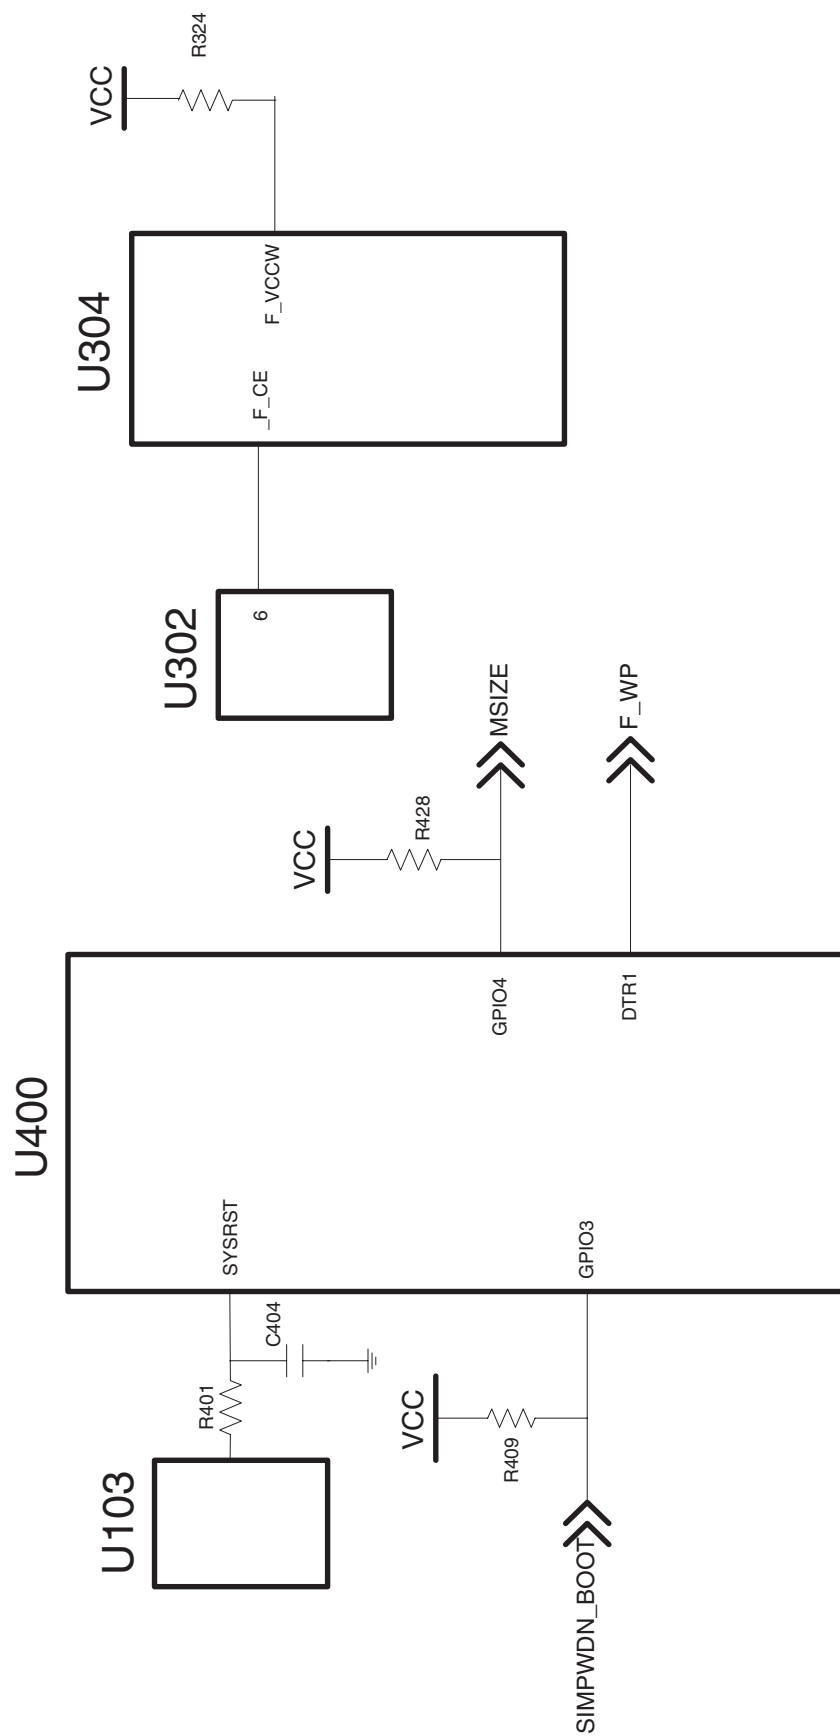 U103
R401
C404
VCC
R409
SIMPWDN_BOOT
U400
SYSRST
GPIO3
GPIO4
DTR1
VCC
R428
MSIZE
F_WP
U302
6
U304
_F_CE
F_VCCW
VCC
R324